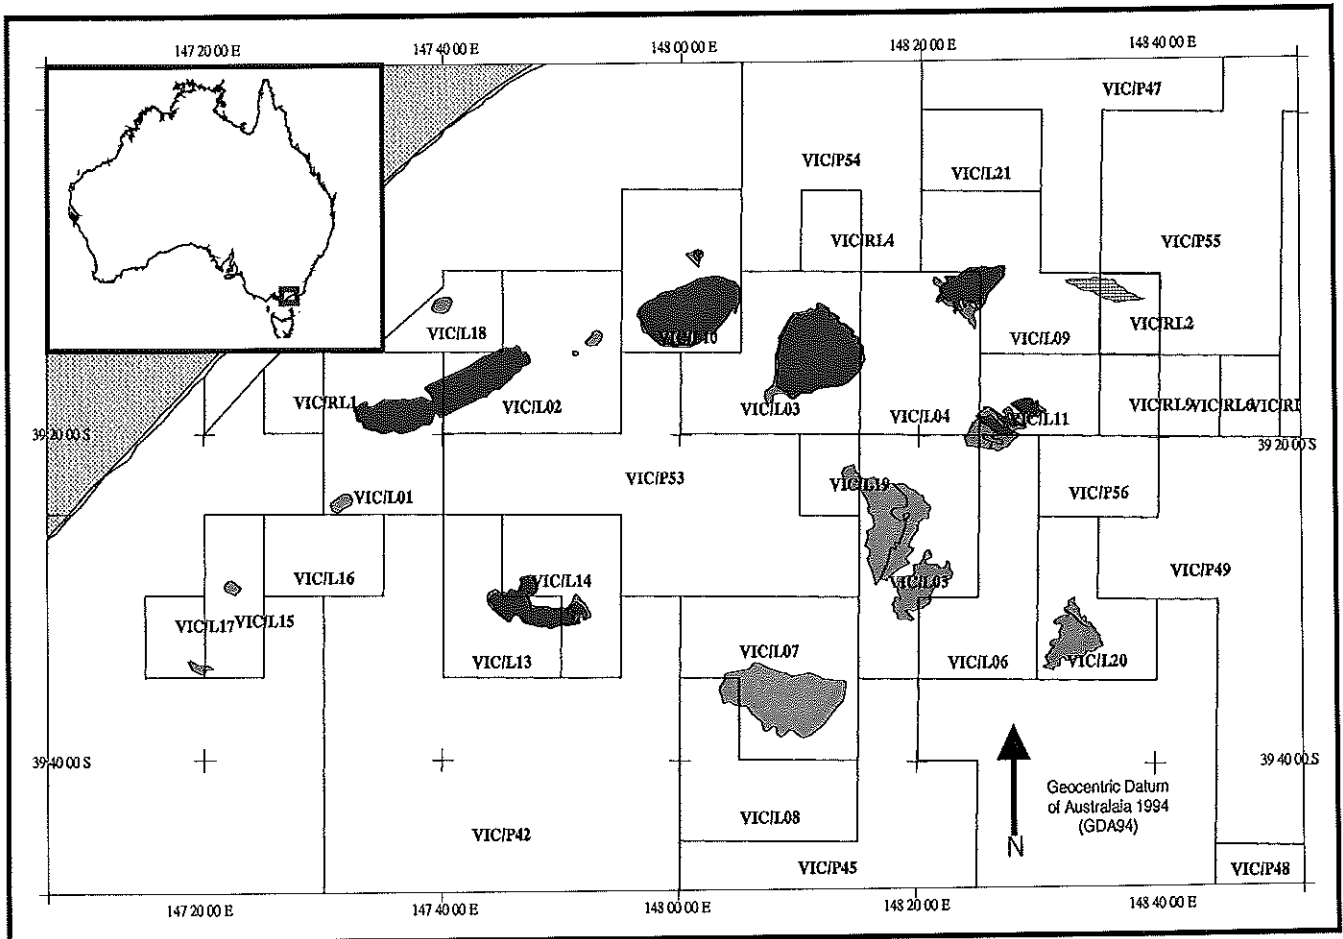 147 20 00 E
147 40 00 E
148 00 00 E
148 20 00 E
148 40 00 E
VIC/P47
VIC/P54
VIC/L21
VIC/RL4
VIC/P55
VIC/L18
VIC/L10
VIC/L09
VIC/RL2
VIC/RL1
VIC/L02
VIC/L03
VIC/L04
VIC/L11
VIC/RL9
VIC/RL6
VIC/RI
39 20 00 S
39 20 00 S
VIC/P53
VIC/L01
VIC/L19
VIC/P56
VIC/L16
VIC/L14
VIC/L05
VIC/P49
VIC/L17
VIC/L15
VIC/L13
VIC/L07
VIC/L06
VIC/L20
39 40 00 S
39 40 00 S
Geocentric Datum
of Australaia 1994
(GDA94)
N
VIC/L08
VIC/P42
VIC/P45
VIC/P48
147 20 00 E
147 40 00 E
148 00 00 E
148 20 00 E
148 40 00 E